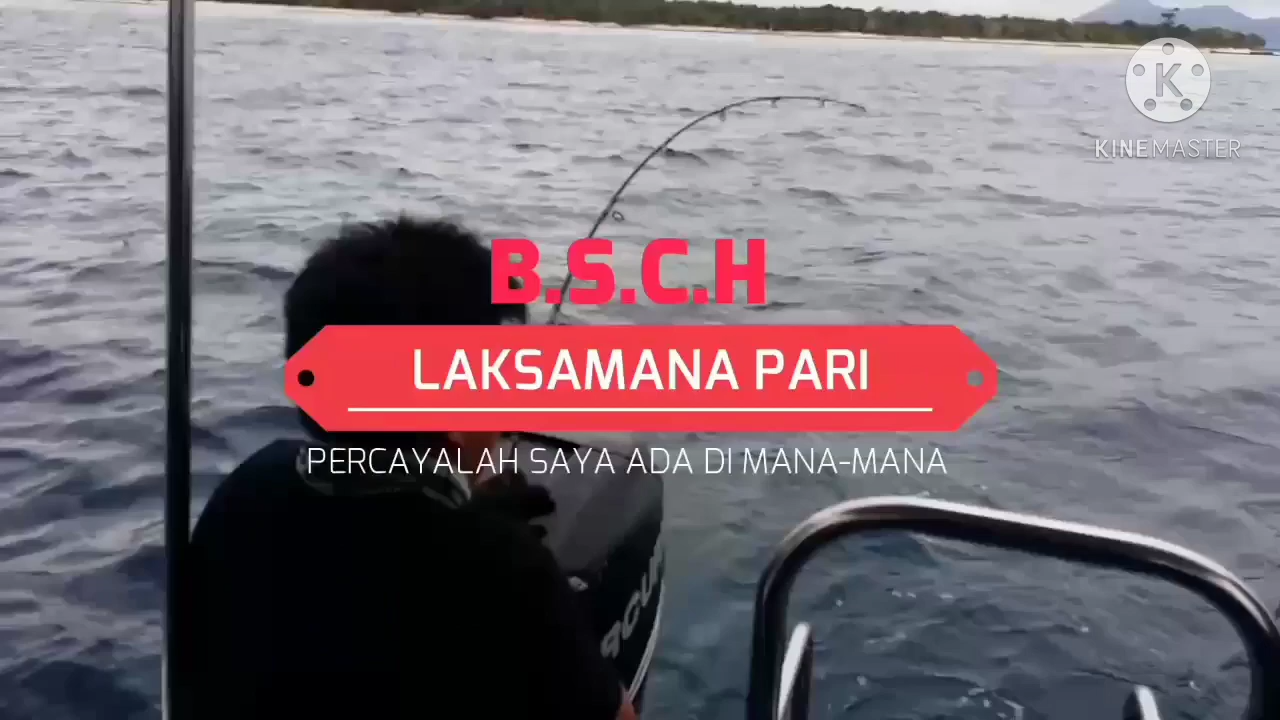 KINEMASTER
B.S.C.H
LAKSAMANA PARI
PERCAYALAH SAYA ADA DI MANA-MANA